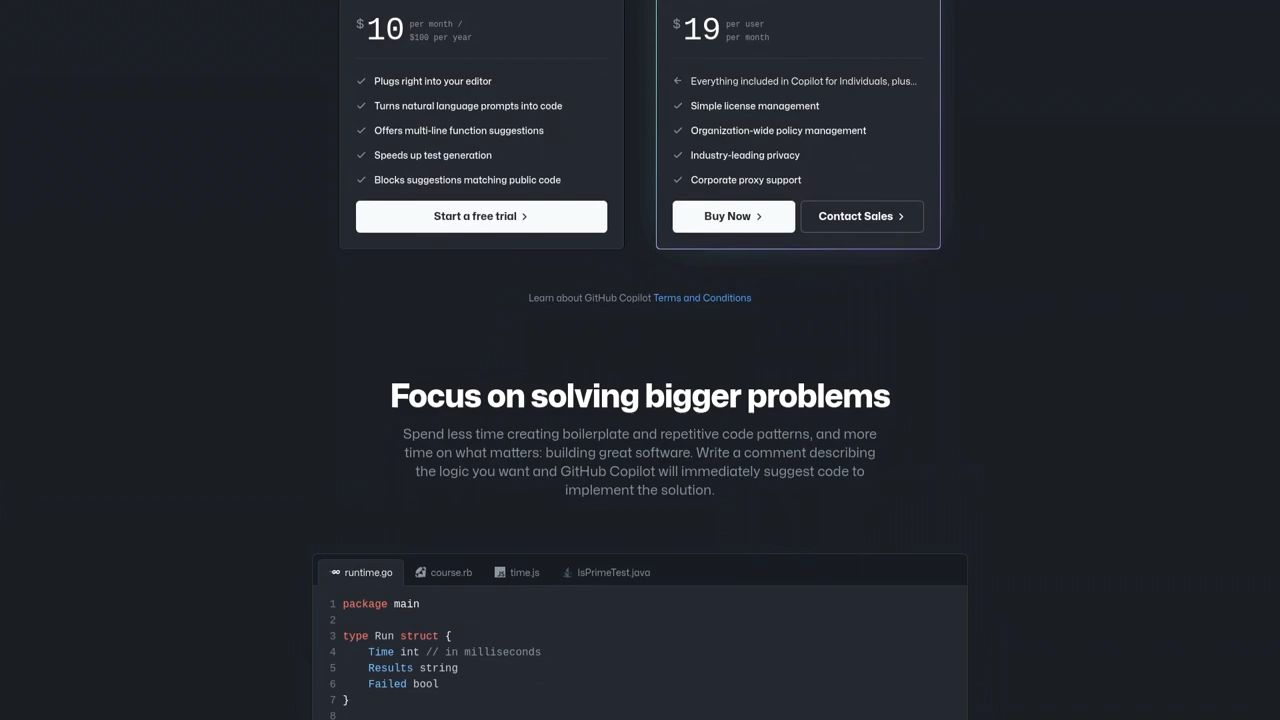 $ 10 per month /
$100 per year
Plugs right into your editor
Turns natural language prompts into code
Offers multi-line function suggestions
Speeds up test generation
Blocks suggestions matching public code
Start a free trial
$ 19 per user
per month
Everything included in Copilot for Individuals, plus...
Simple license management
Organization-wide policy management
Industry-leading privacy
Corporate proxy support
Buy Now
Contact Sales
Learn about GitHub Copilot Terms and Conditions
Focus on solving bigger problems
Spend less time creating boilerplate and repetitive code patterns, and more
time on what matters: building great software. Write a comment describing
the logic you want and GitHub Copilot will immediately suggest code to
implement the solution.
runtime.go course.rb JS time.js IsPrimeTest.java
1 package main
2
3 type Run struct {
4 Time int // in milliseconds
5 Results string
6 Failed bool
7 }
8